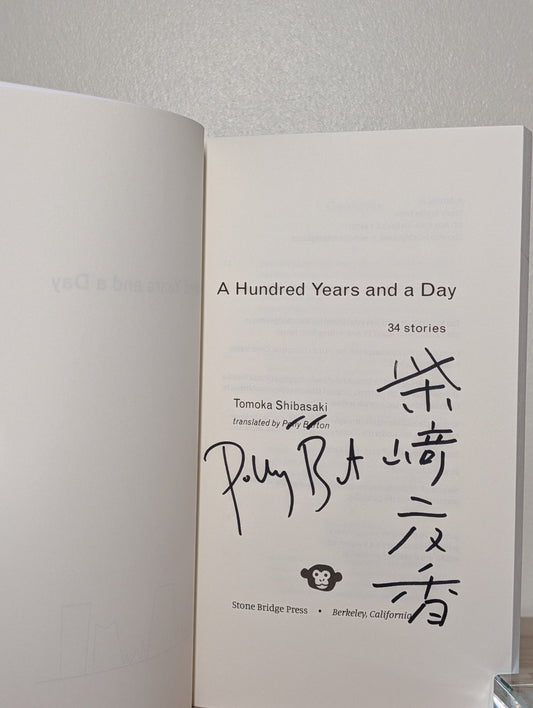 A Hundred Years and a Day
34 stories
Tomoka Shibasaki
translated by Polly Barton
Polly B
柴崎友香
Stone Bridge Press • Berkeley, California